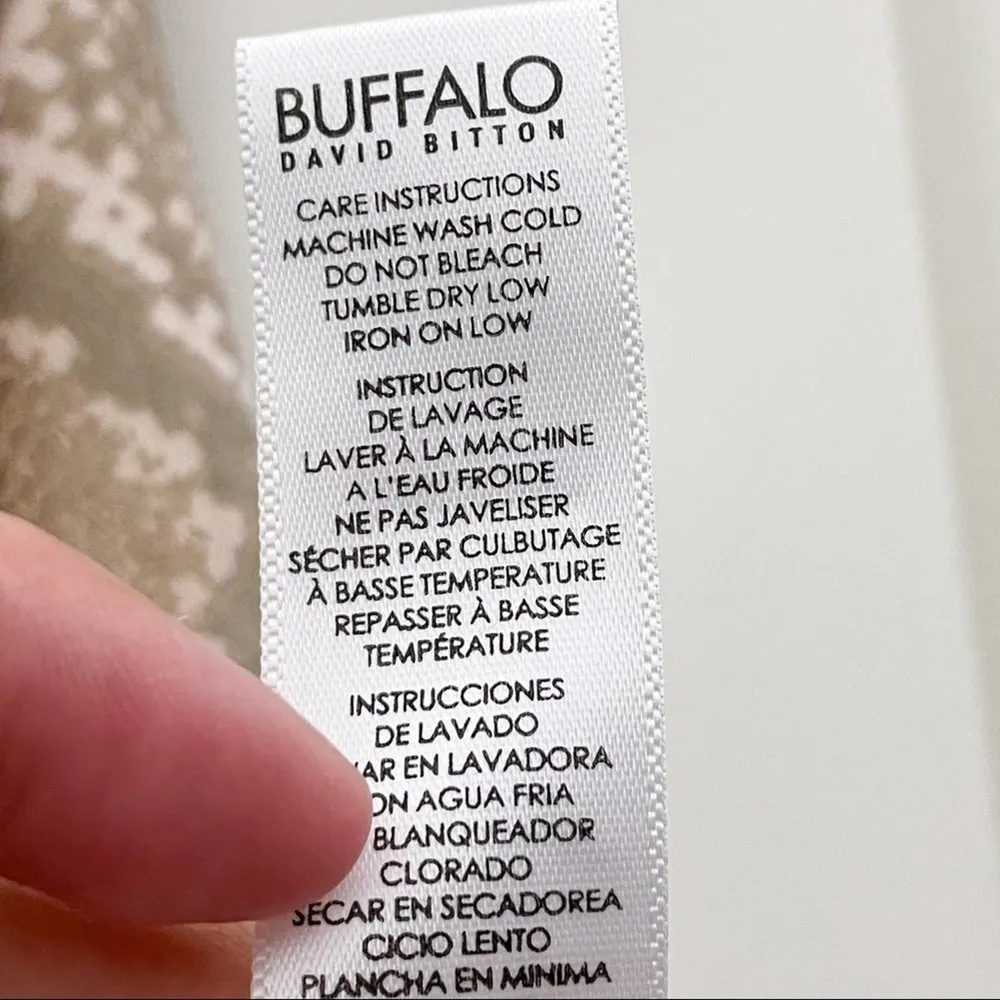 BUFFALO
DAVID BITTON
CARE INSTRUCTIONS
MACHINE WASH COLD
DO NOT BLEACH
TUMBLE DRY LOW
IRON ON LOW
INSTRUCTION
DE LAVAGE
LAVER À LA MACHINE
A L'EAU FROIDE
NE PAS JAVELISER
SÉCHER PAR CULBUTAGE
À BASSE TEMPERATURE
REPASSER À BASSE
TEMPÉRATURE
INSTRUCCIONES
DE LAVADO
EN LAVADORA
AGUA FRIA
BLANQUEADOR
CLORADO
SECAR EN SECADOREA
CICIO LENTO
PLANCHA EN MINIMA